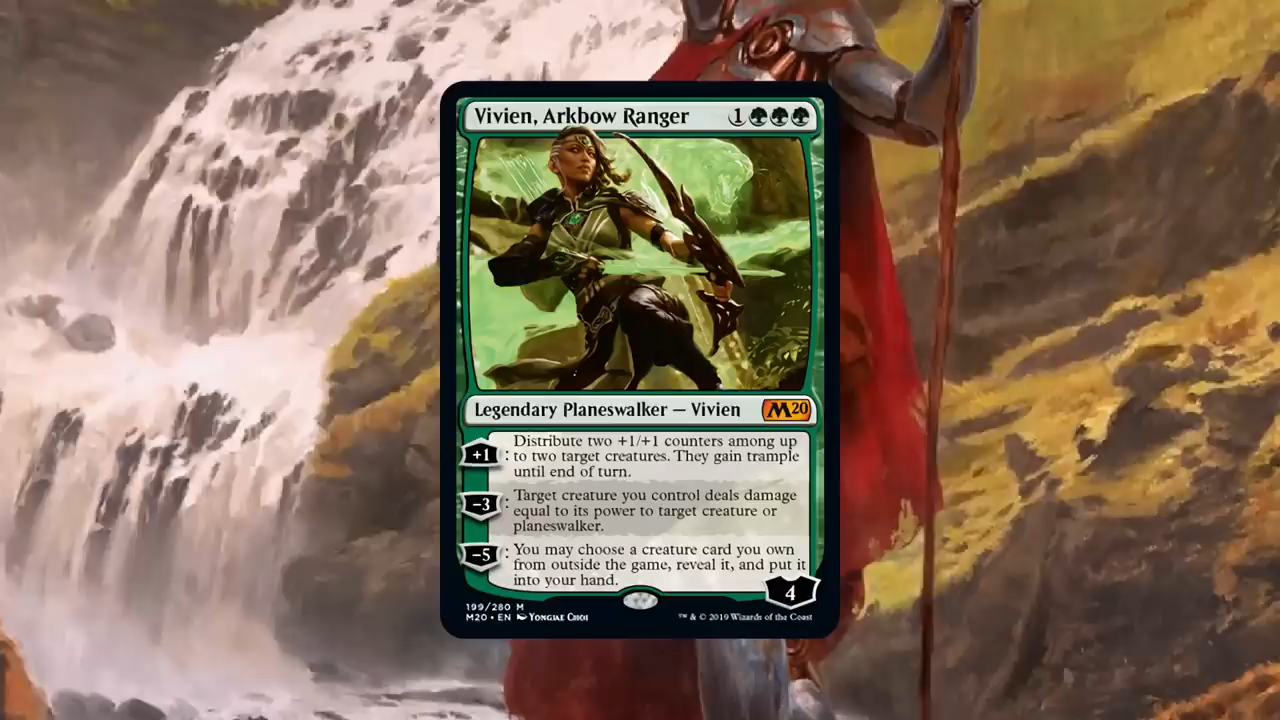 Vivien, Arkbow Ranger 1
Legendary Planeswalker — Vivien M20
+1 : Distribute two +1/+1 counters among up
to two target creatures. They gain trample
until end of turn.
−3 : Target creature you control deals damage
equal to its power to target creature or
planeswalker.
−5 : You may choose a creature card you own
from outside the game, reveal it, and put it
into your hand.
4
199/280 M
M20 • EN Yongjae Choi
™ & © 2019 Wizards of the Coast